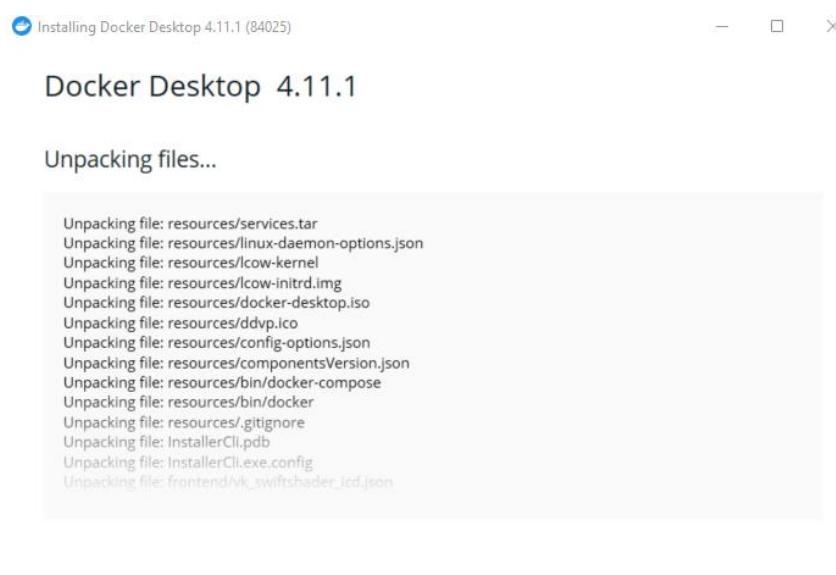 Installing Docker Desktop 4.11.1 (84025)
Docker Desktop 4.11.1
Unpacking files...
Unpacking file: resources/services.tar
Unpacking file: resources/linux-daemon-options.json
Unpacking file: resources/lcow-kernel
Unpacking file: resources/lcow-initrd.img
Unpacking file: resources/docker-desktop.iso
Unpacking file: resources/ddvp.ico
Unpacking file: resources/config-options.json
Unpacking file: resources/componentsVersion.json
Unpacking file: resources/bin/docker-compose
Unpacking file: resources/bin/docker
Unpacking file: resources/.gitignore
Unpacking file: InstallerCli.pdb
Unpacking file: InstallerCli.exe.config
Unpacking file: frontend/vk_swiftshader_icd.json